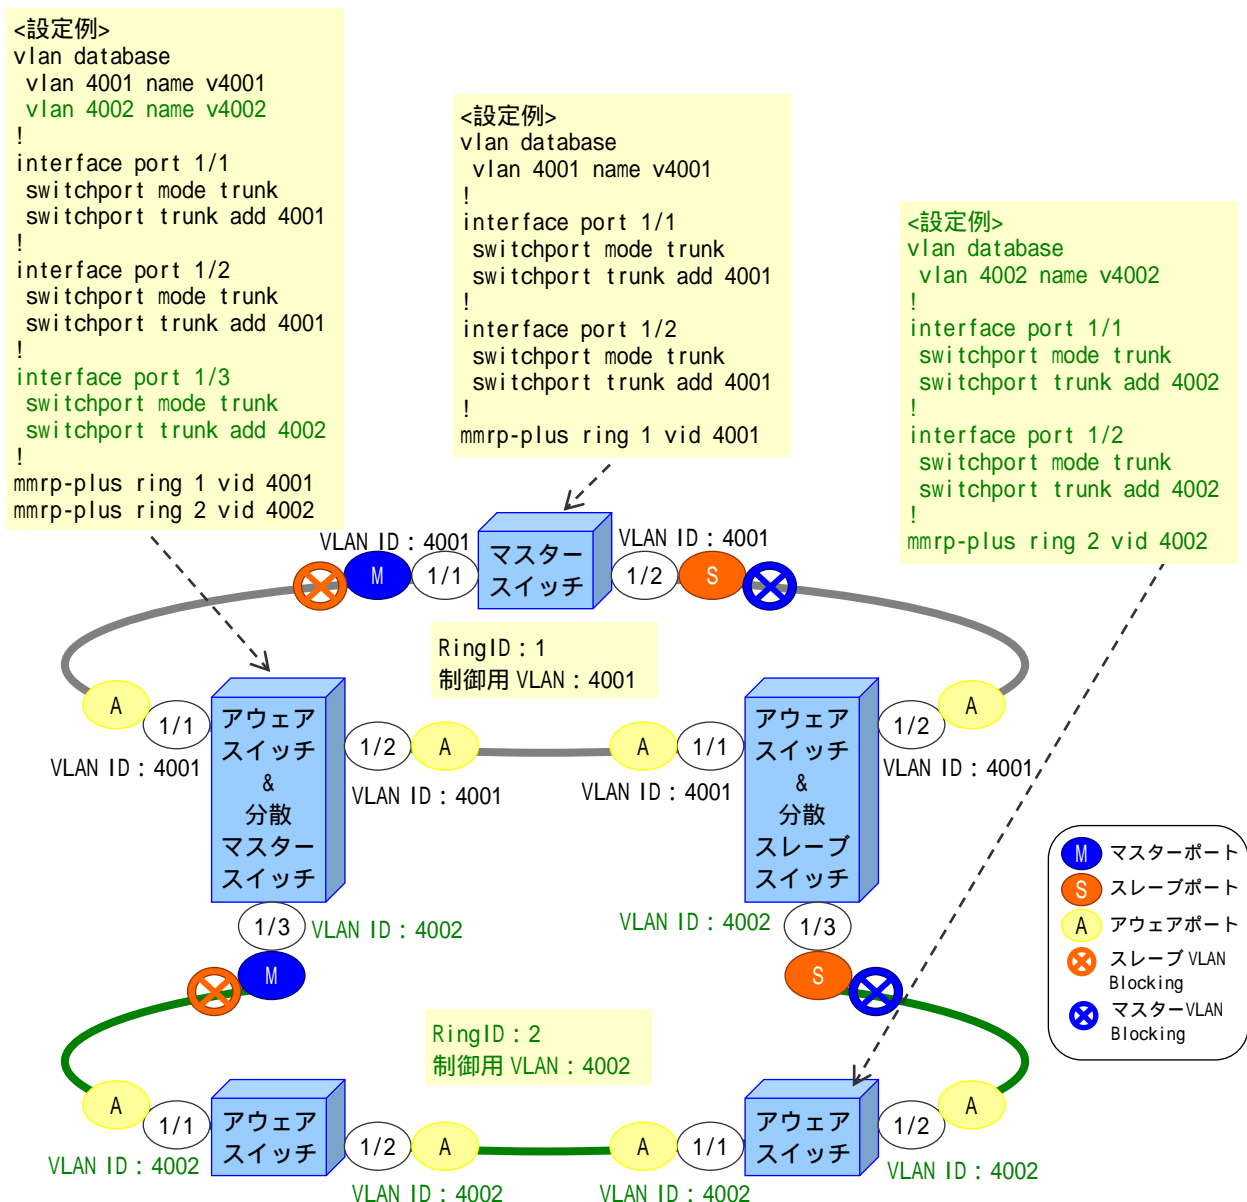 <設定例>
vlan database
vlan 4001 name v4001
vlan 4002 name v4002
!
interface port 1/1
switchport mode trunk
switchport trunk add 4001
!
interface port 1/2
switchport mode trunk
switchport trunk add 4001
!
interface port 1/3
switchport mode trunk
switchport trunk add 4002
!
mmrp-plus ring 1 vid 4001
mmrp-plus ring 2 vid 4002
<設定例>
vlan database
vlan 4001 name v4001
!
interface port 1/1
switchport mode trunk
switchport trunk add 4001
!
interface port 1/2
switchport mode trunk
switchport trunk add 4001
!
mmrp-plus ring 1 vid 4001
<設定例>
vlan database
vlan 4002 name v4002
!
interface port 1/1
switchport mode trunk
switchport trunk add 4002
!
interface port 1/2
switchport mode trunk
switchport trunk add 4002
!
mmrp-plus ring 2 vid 4002
VLAN ID：4001
M
1/1
マスター
スイッチ
VLAN ID：4001
1/2
S
RingID：1
制御用 VLAN：4001
A
1/1
VLAN ID：4001
アウェア
スイッチ
&
分散
マスター
スイッチ
1/2
A
VLAN ID：4001
A
1/1
VLAN ID：4001
アウェア
スイッチ
&
分散
スレーブ
スイッチ
1/2
A
VLAN ID：4001
1/3
VLAN ID：4002
M
VLAN ID：4002
1/3
S
M マスターポート
S スレーブポート
A アウェアポート
スレーブ VLAN
Blocking
マスターVLAN
Blocking
RingID：2
制御用 VLAN：4002
A
1/1
VLAN ID：4002
アウェア
スイッチ
1/2
A
VLAN ID：4002
A
1/1
VLAN ID：4002
アウェア
スイッチ
1/2
A
VLAN ID：4002